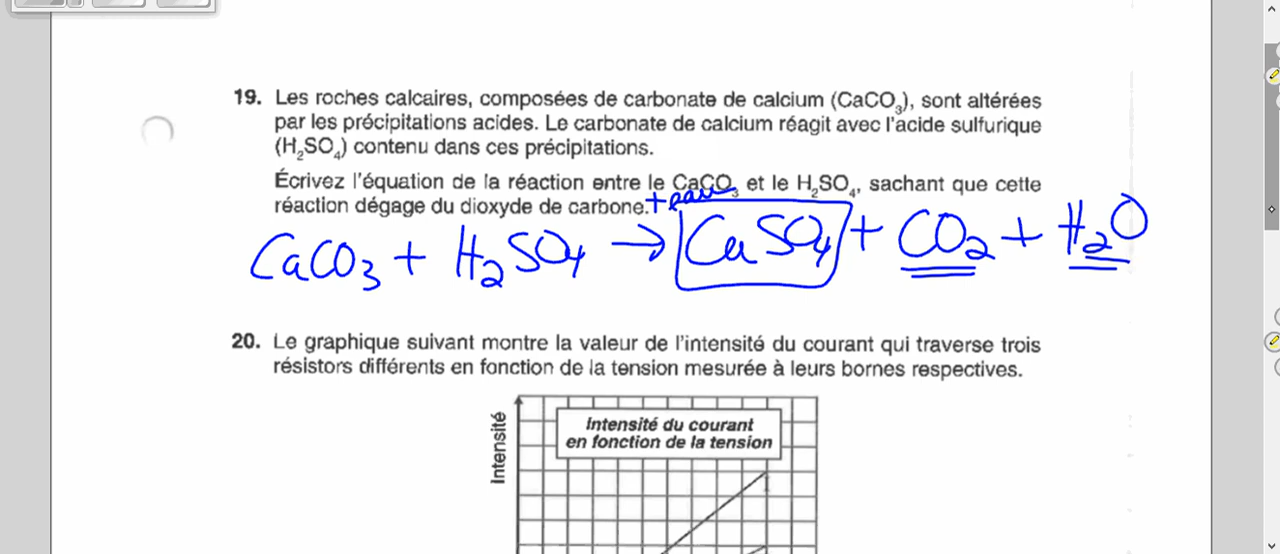 19. Les roches calcaires, composées de carbonate de calcium (CaCO₃), sont altérées
par les précipitations acides. Le carbonate de calcium réagit avec l'acide sulfurique
(H₂SO₄) contenu dans ces précipitations.
Écrivez l'équation de la réaction entre le CaCO₃ et le H₂SO₄, sachant que cette
réaction dégage du dioxyde de carbone. + eau
CaCO₃ + H₂SO₄ → CaSO₄ + CO₂ + H₂O
20. Le graphique suivant montre la valeur de l'intensité du courant qui traverse trois
résistors différents en fonction de la tension mesurée à leurs bornes respectives.
Intensité
Intensité du courant
en fonction de la tension